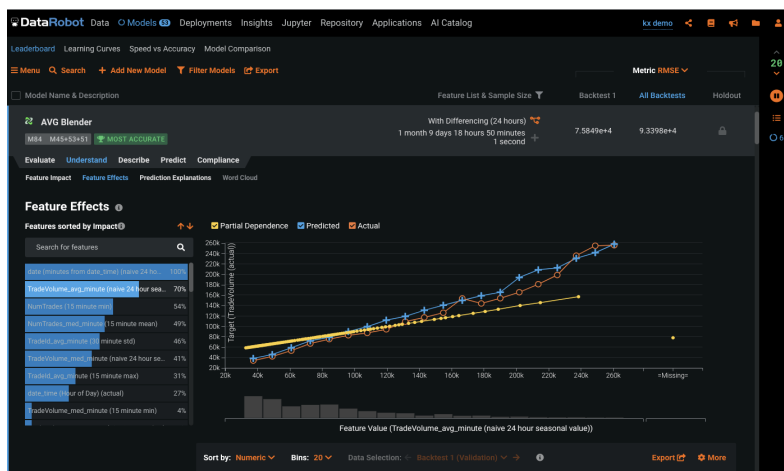 DataRobot Data Models 53 Deployments Insights Jupyter Repository Applications AI Catalog kx demo
Leaderboard Learning Curves Speed vs Accuracy Model Comparison
20
Menu Search + Add New Model Filter Models Export Metric RMSE
Model Name & Description Feature List & Sample Size Backtest 1 All Backtests Holdout
AVG Blender
With Differencing (24 hours)
M84 M45+53+51 MOST ACCURATE
1 month 9 days 18 hours 50 minutes
1 second
7.5849e+4 9.3398e+4
6
Evaluate Understand Describe Predict Compliance
Feature Impact Feature Effects Prediction Explanations Word Cloud
Feature Effects
Features sorted by Impact
Partial Dependence Predicted Actual
Search for features
date (minutes from date_time) (naive 24 ho... 100%
TradeVolume_avg_minute (naive 24 hour sea... 70%
NumTrades (15 minute min) 54%
NumTrades_med_minute (15 minute mean) 49%
TradeId_avg_minute (30 minute std) 46%
TradeVolume_med_minute (naive 24 hour se... 41%
TradeId_avg_minute (15 minute max) 31%
date_time (Hour of Day) (actual) 27%
TradeVolume_med_minute (15 minute min) 4%
Target (TradeVolume (actual))
260k
240k
220k
200k
180k
160k
140k
120k
100k
80k
60k
40k
20k
20k 40k 60k 80k 100k 120k 140k 160k 180k 200k 220k 240k 260k =Missing=
Feature Value (TradeVolume_avg_minute (naive 24 hour seasonal value))
Sort by: Numeric Bins: 20 Data Selection: Backtest 1 (Validation) Export More